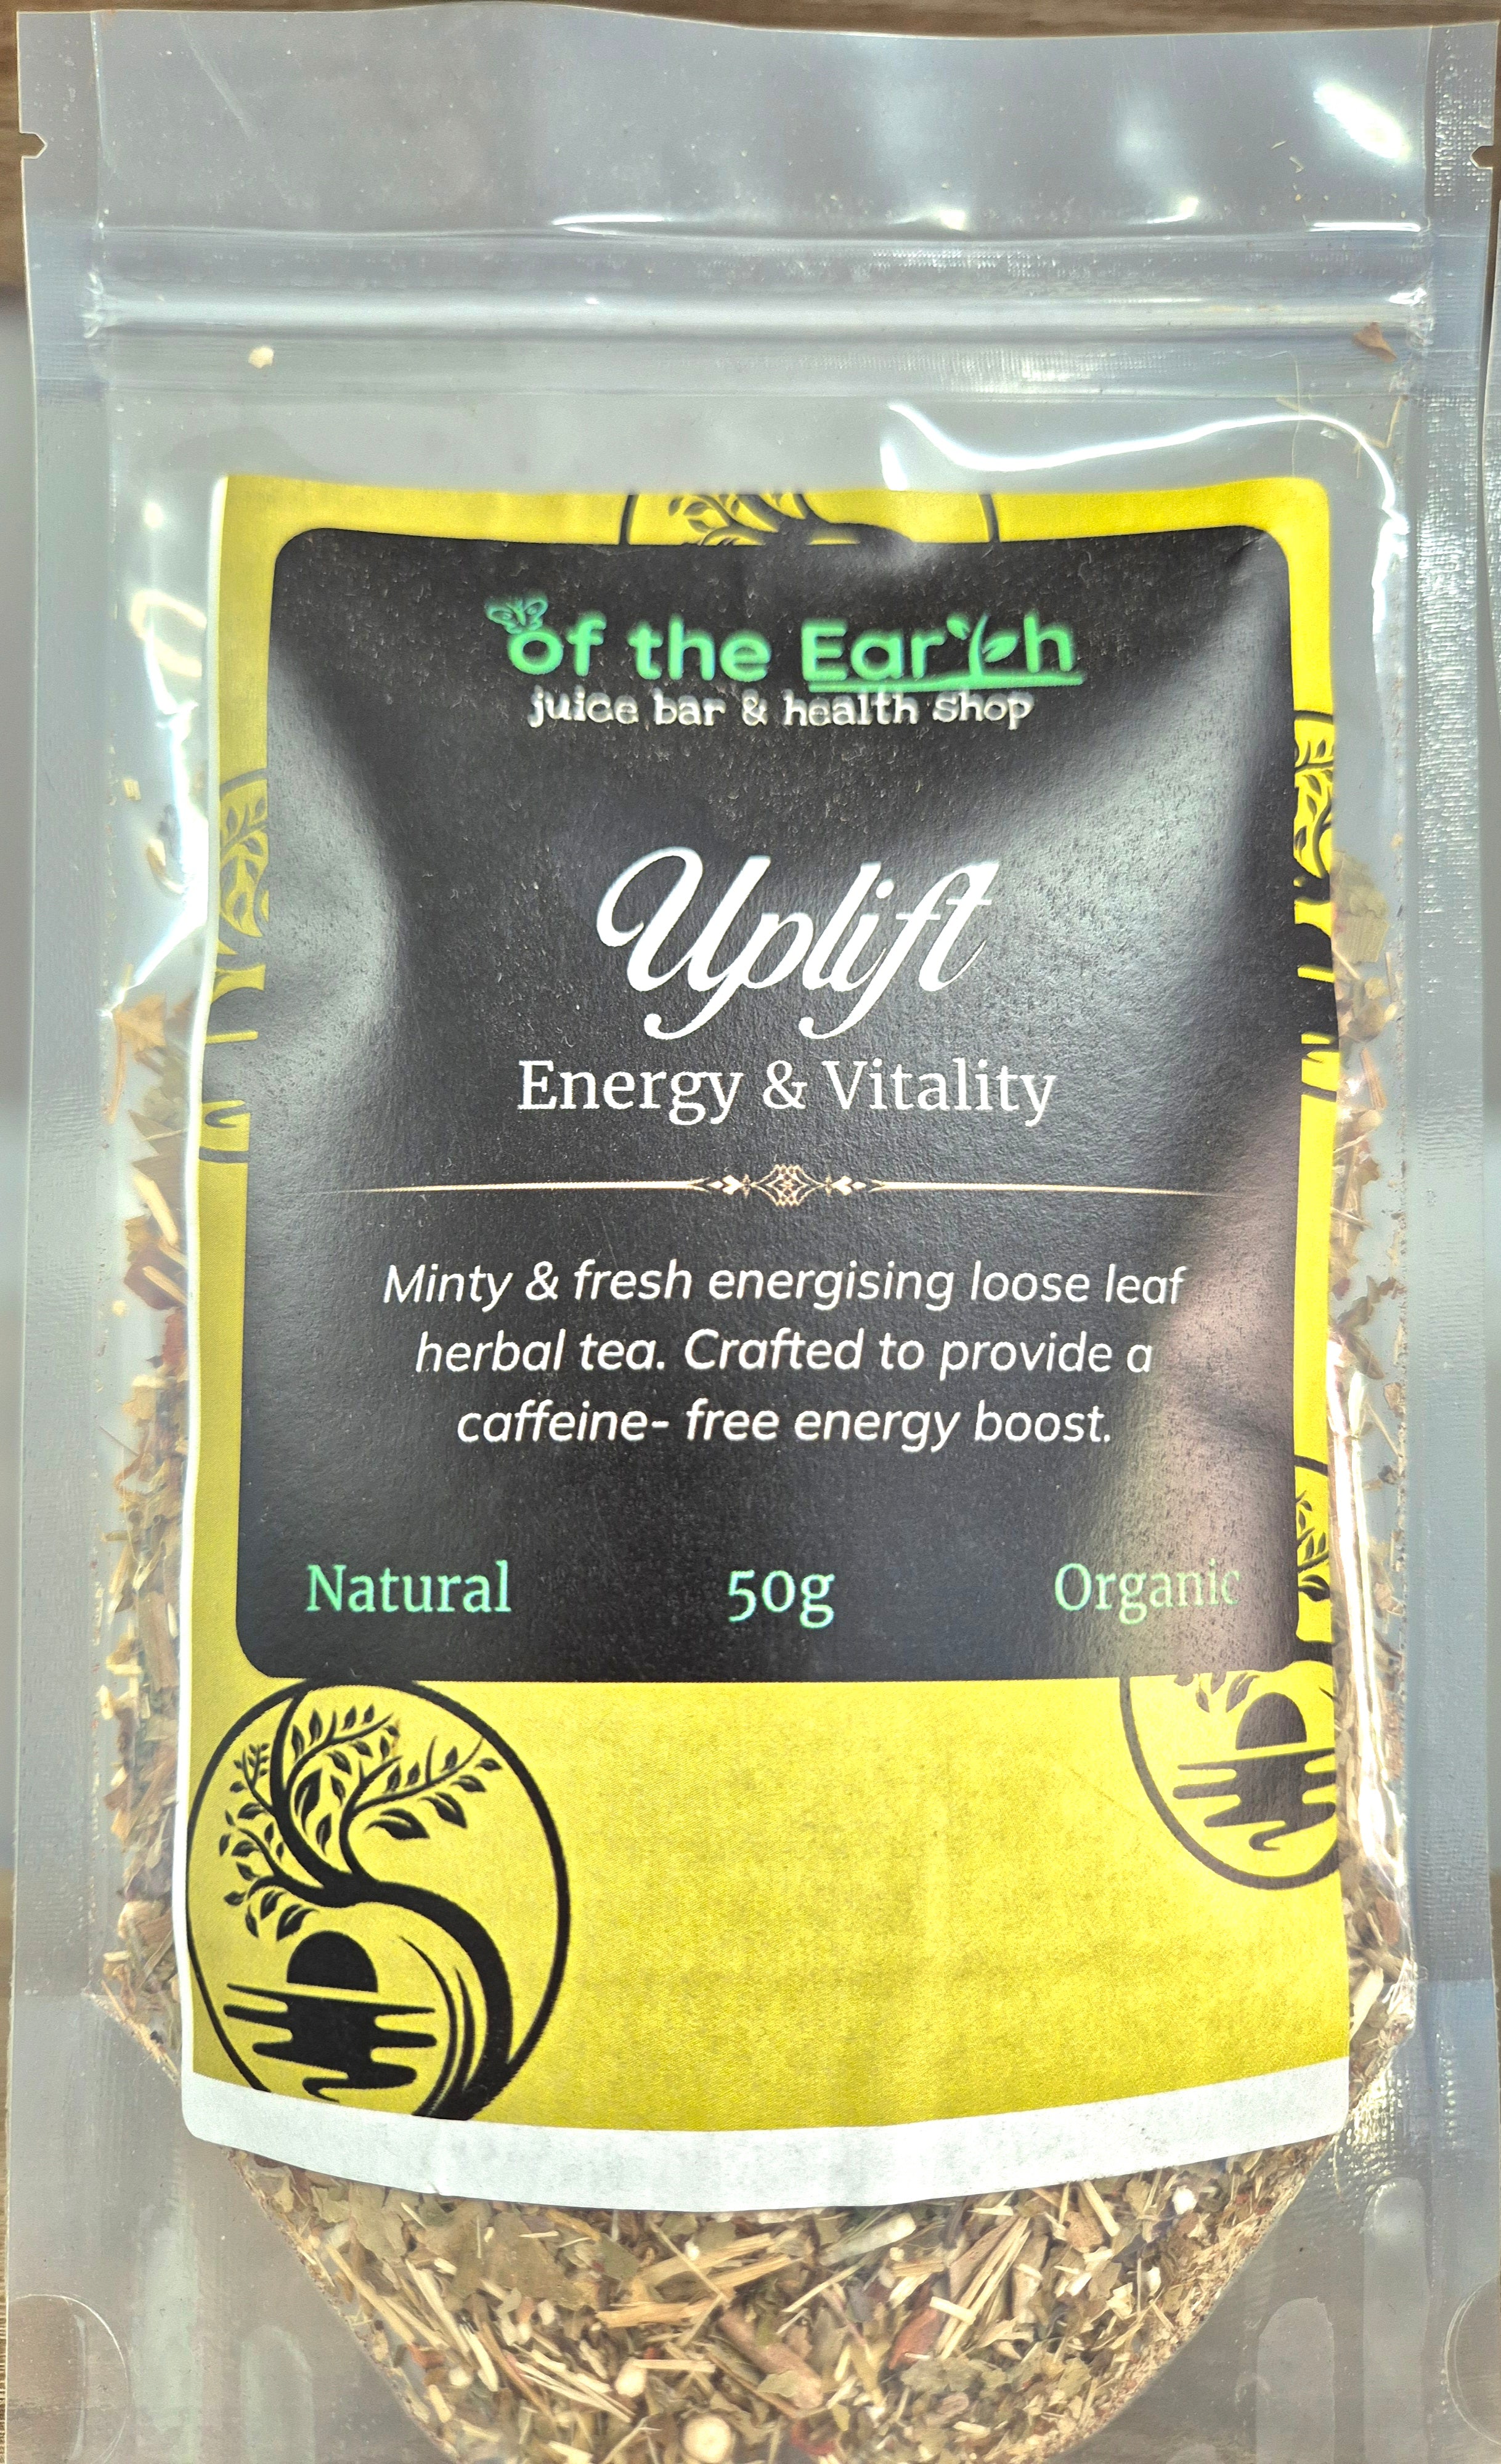 of the Earth
juice bar & health shop
Uplift
Energy & Vitality
Minty & fresh energising loose leaf
herbal tea. Crafted to provide a
caffeine- free energy boost.
Natural 50g Organic